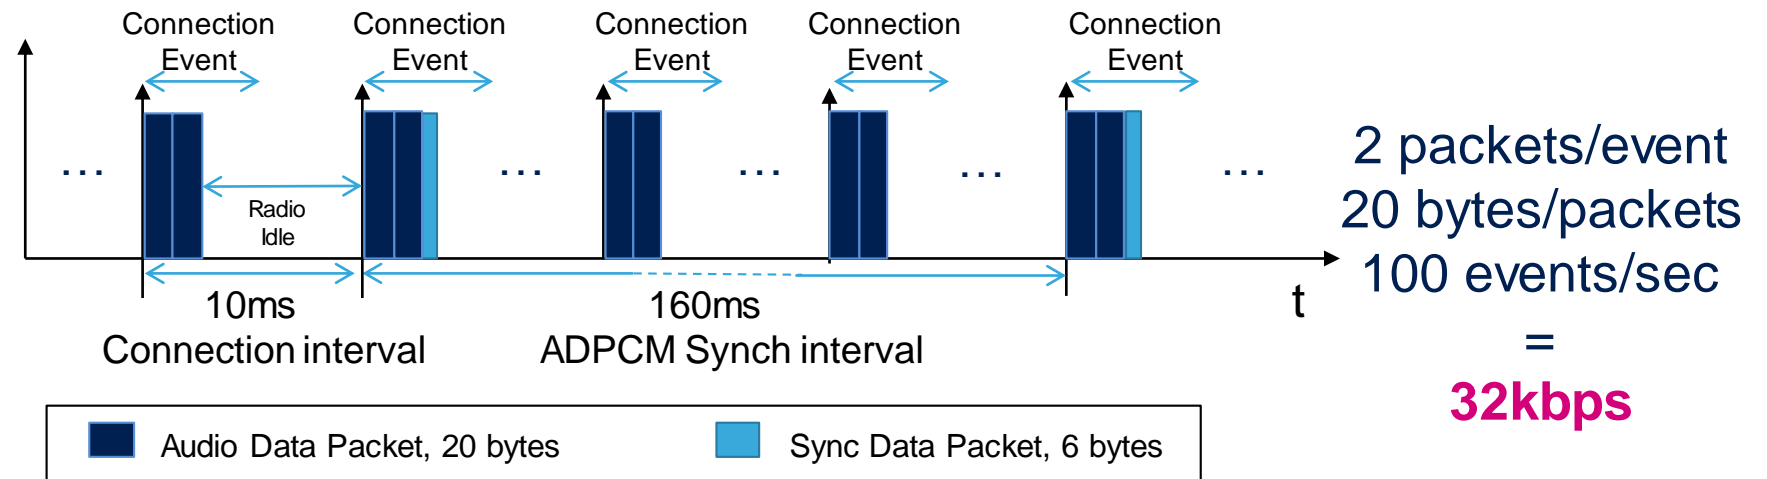 Connection
Event
Connection
Event
Connection
Event
Connection
Event
Connection
Event
...
Radio
Idle
...
...
...
...
10ms
Connection interval
160ms
ADPCM Synch interval
t
2 packets/event
20 bytes/packets
100 events/sec
=
32kbps
Audio Data Packet, 20 bytes
Sync Data Packet, 6 bytes